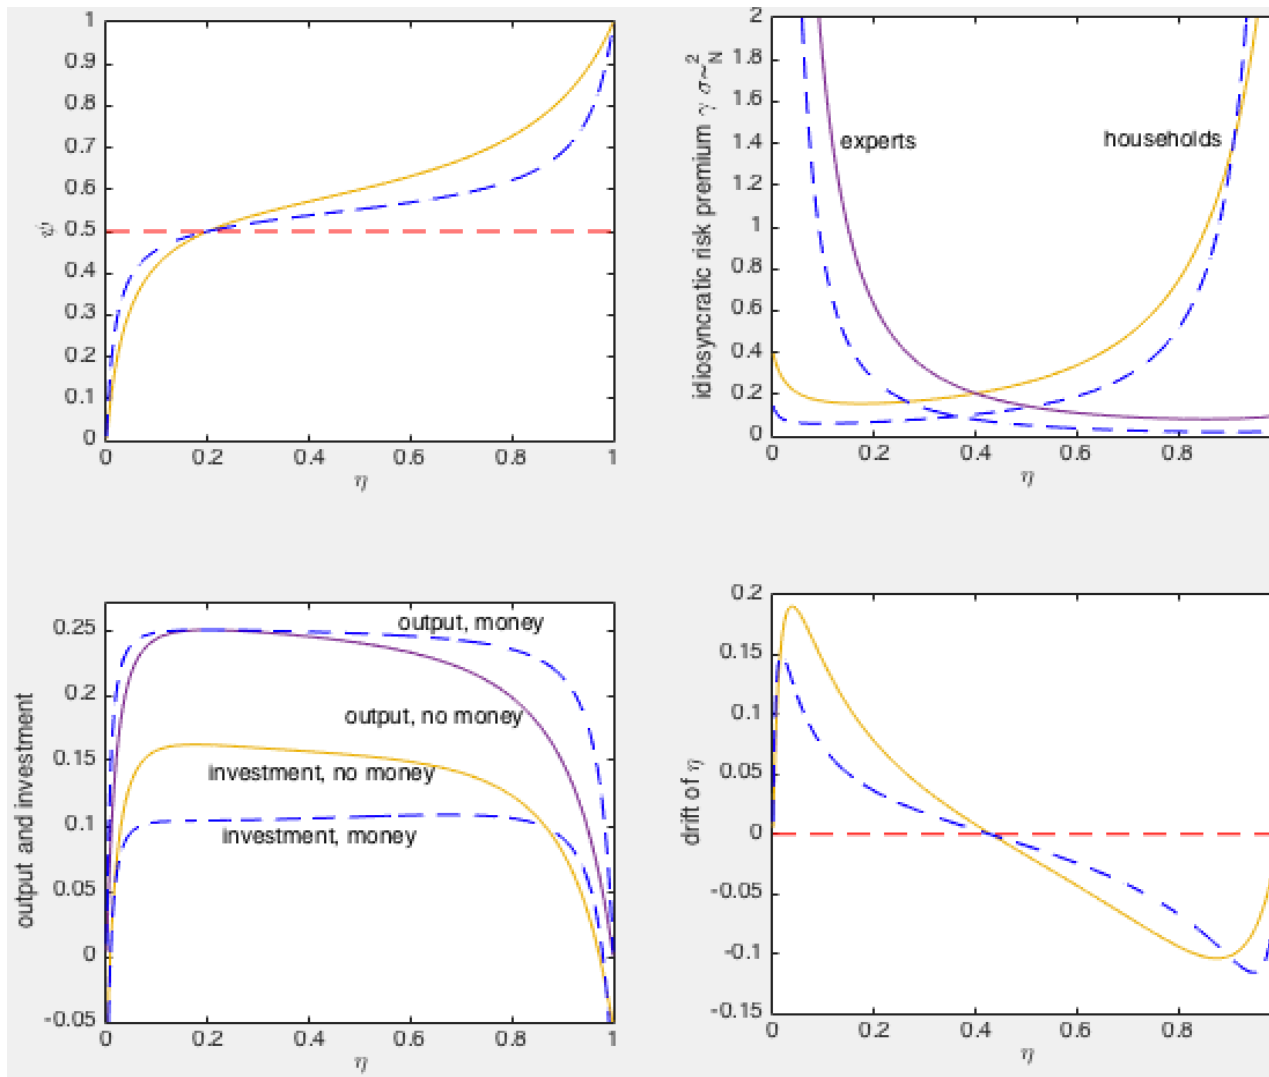 1
0.9
0.8
0.7
0.6
0.5
0.4
0.3
0.2
0.1
0
ψ
0 0.2 0.4 0.6 0.8 1
η
2
1.8
1.6
1.4
1.2
1
0.8
0.6
0.4
0.2
0
idiosyncratic risk premium γ σ~²_N
experts
households
0 0.2 0.4 0.6 0.8
η
0.25
0.2
0.15
0.1
0.05
0
-0.05
output and investment
output, money
output, no money
investment, no money
investment, money
0 0.2 0.4 0.6 0.8 1
η
0.2
0.15
0.1
0.05
0
-0.05
-0.1
-0.15
drift of η
0 0.2 0.4 0.6 0.8
η